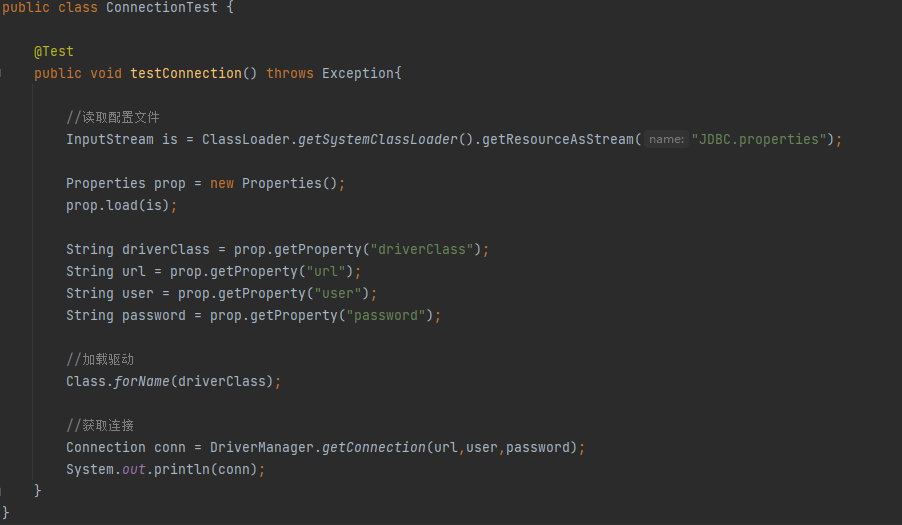 public class ConnectionTest {
@Test
public void testConnection() throws Exception{
//读取配置文件
InputStream is = ClassLoader.getSystemClassLoader().getResourceAsStream( name: "JDBC.properties");
Properties prop = new Properties();
prop.load(is);
String driverClass = prop.getProperty("driverClass");
String url = prop.getProperty("url");
String user = prop.getProperty("user");
String password = prop.getProperty("password");
//加载驱动
Class.forName(driverClass);
//获取连接
Connection conn = DriverManager.getConnection(url,user,password);
System.out.println(conn);
}
}